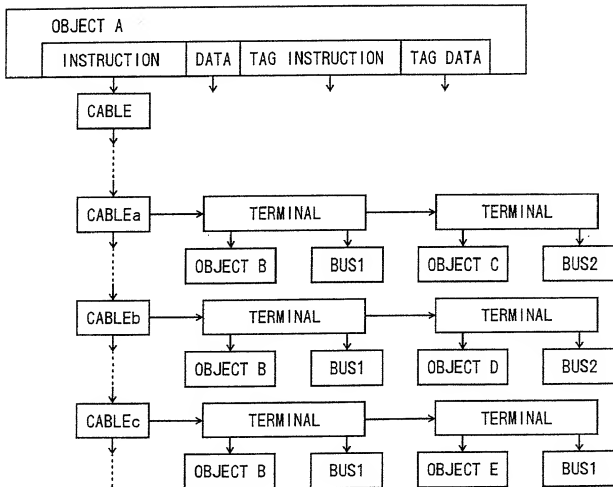 OBJECT A
INSTRUCTION DATA TAG INSTRUCTION TAG DATA
CABLE
CABLEa TERMINAL TERMINAL
OBJECT B BUS1 OBJECT C BUS2
CABLEb TERMINAL TERMINAL
OBJECT B BUS1 OBJECT D BUS2
CABLEc TERMINAL TERMINAL
OBJECT B BUS1 OBJECT E BUS1